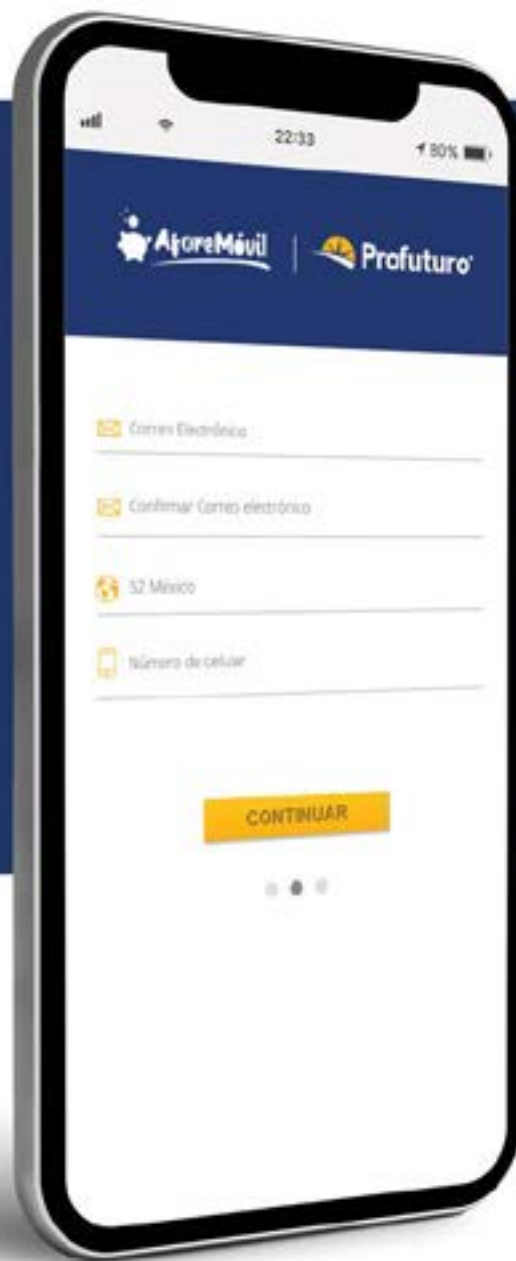 22:33
80%
AforeMóvil | Profuturo
Correo Electrónico
Confirmar Correo electrónico
52 México
Número de celular
CONTINUAR